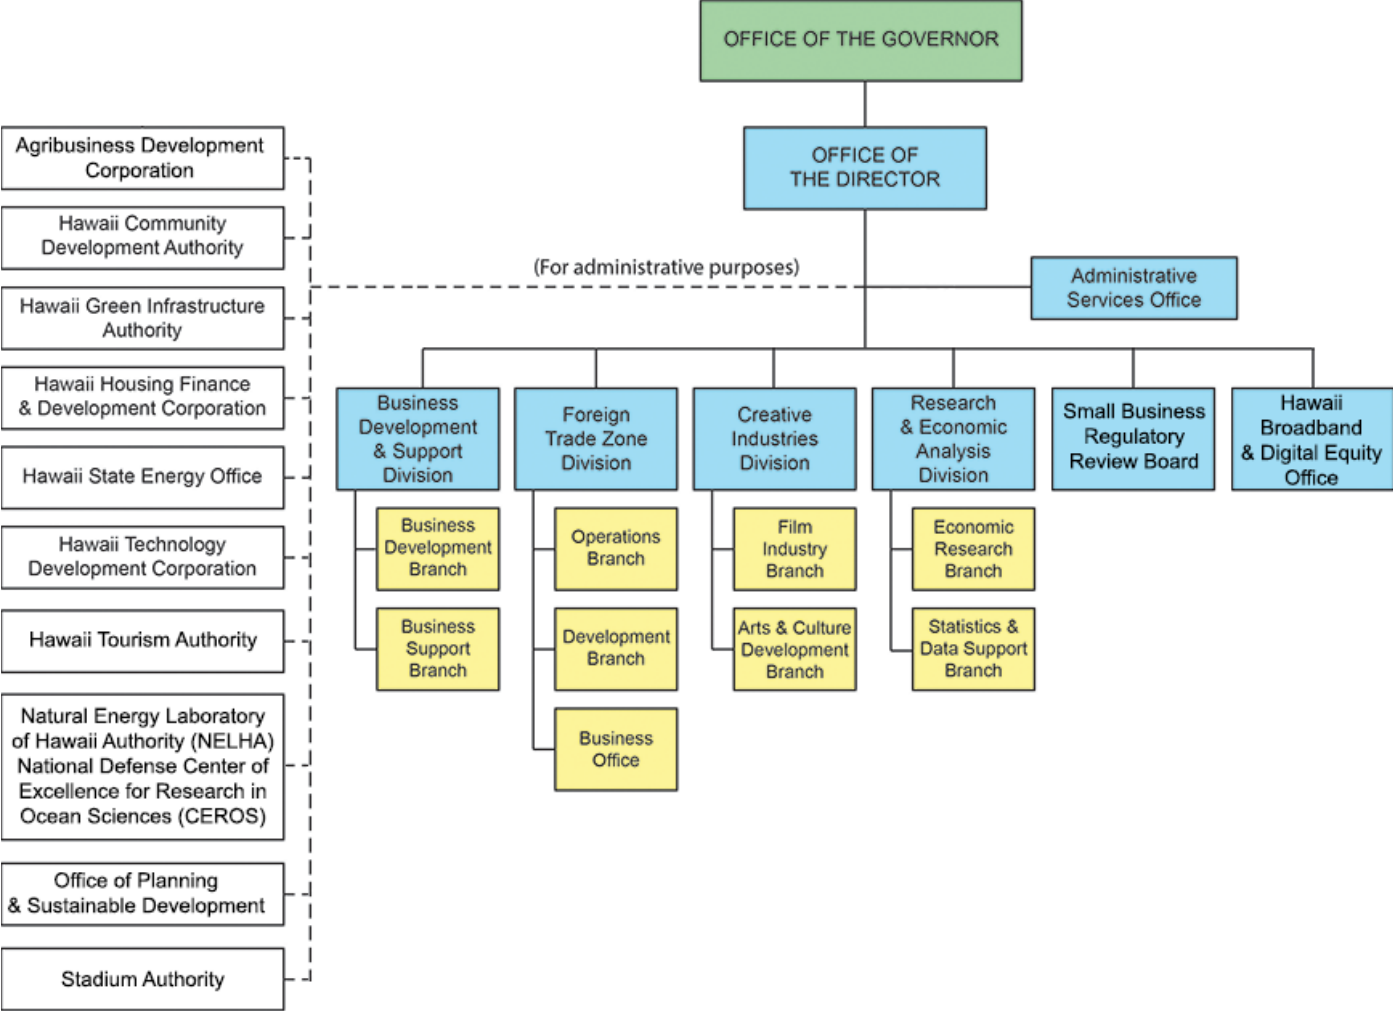 OFFICE OF THE GOVERNOR
OFFICE OF
THE DIRECTOR
(For administrative purposes)
Administrative
Services Office
Agribusiness Development
Corporation
Hawaii Community
Development Authority
Hawaii Green Infrastructure
Authority
Hawaii Housing Finance
& Development Corporation
Hawaii State Energy Office
Hawaii Technology
Development Corporation
Hawaii Tourism Authority
Natural Energy Laboratory
of Hawaii Authority (NELHA)
National Defense Center of
Excellence for Research in
Ocean Sciences (CEROS)
Office of Planning
& Sustainable Development
Stadium Authority
Business
Development
& Support
Division
Business
Development
Branch
Business
Support
Branch
Foreign
Trade Zone
Division
Operations
Branch
Development
Branch
Business
Office
Creative
Industries
Division
Film
Industry
Branch
Arts & Culture
Development
Branch
Research
& Economic
Analysis
Division
Economic
Research
Branch
Statistics &
Data Support
Branch
Small Business
Regulatory
Review Board
Hawaii
Broadband
& Digital Equity
Office